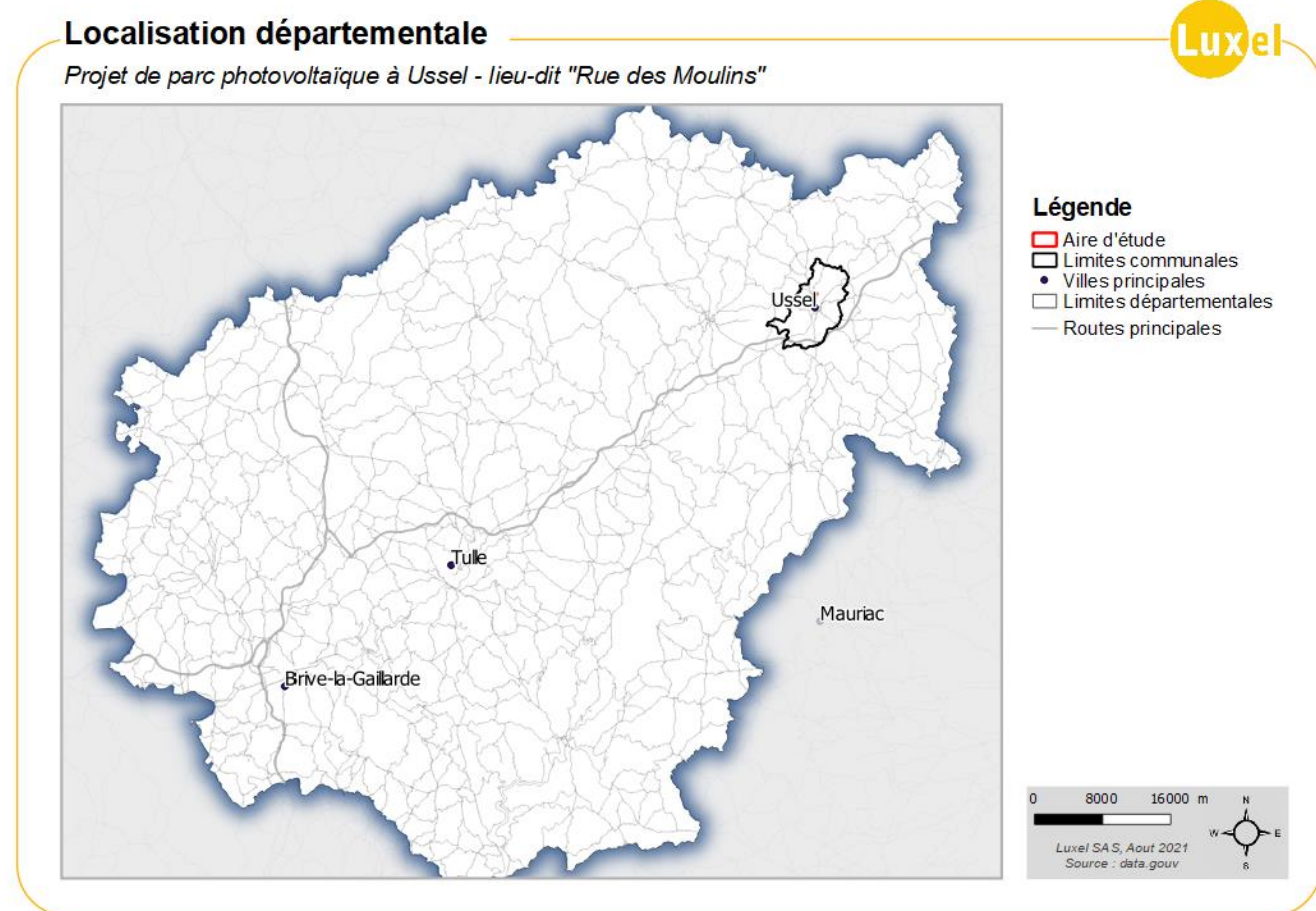 Localisation départementale
Luxel
Projet de parc photovoltaïque à Ussel - lieu-dit "Rue des Moulins"
Légende
Aire d'étude
Limites communales
Villes principales
Limites départementales
Routes principales
Ussel
Tulle
Mauriac
Brive-la-Gaillarde
0 8000 16000 m
N
W E
S
Luxel SAS, Aout 2021
Source : data.gouv